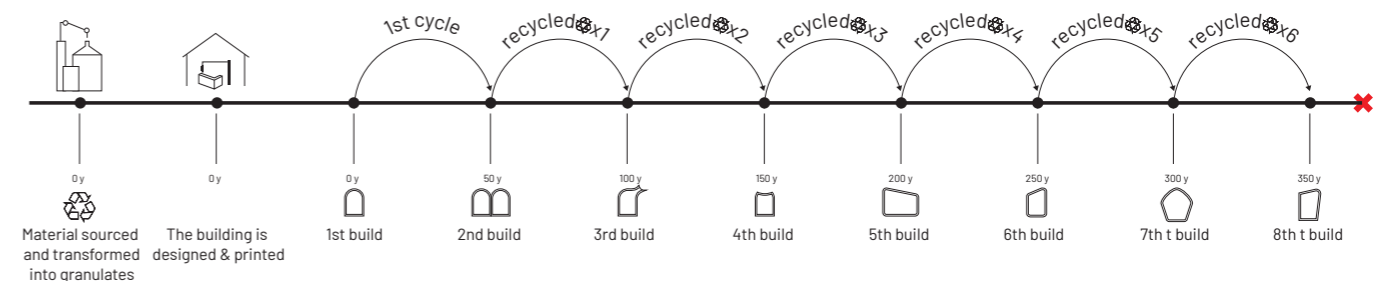 1st cycle
recycled x1
recycled x2
recycled x3
recycled x4
recycled x5
recycled x6
0 y
0 y
0 y
50 y
100 y
150 y
200 y
250 y
300 y
350 y
Material sourced
and transformed
into granulates
The building is
designed & printed
1st build
2nd build
3rd build
4th build
5th build
6th build
7th t build
8th t build